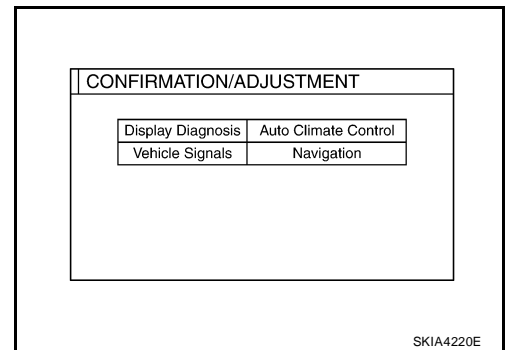 CONFIRMATION/ADJUSTMENT
Display Diagnosis Auto Climate Control
Vehicle Signals Navigation
SKIA4220E